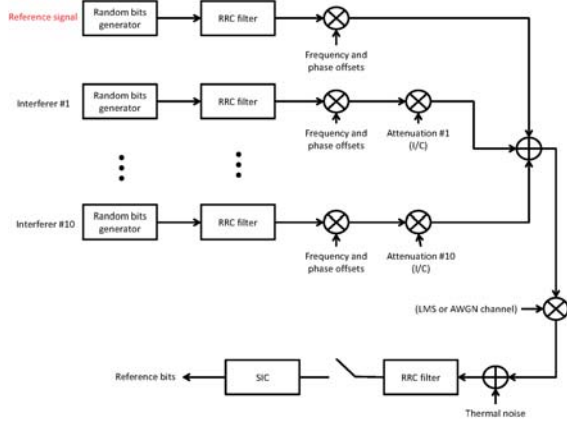 Reference signal
Random bits
generator
RRC filter
Frequency and
phase offsets
Interferer #1
Random bits
generator
RRC filter
Frequency and
phase offsets
Attenuation #1
(I/C)
Interferer #10
Random bits
generator
RRC filter
Frequency and
phase offsets
Attenuation #10
(I/C)
(LMS or AWGN channel)
Reference bits
SIC
RRC filter
Thermal noise